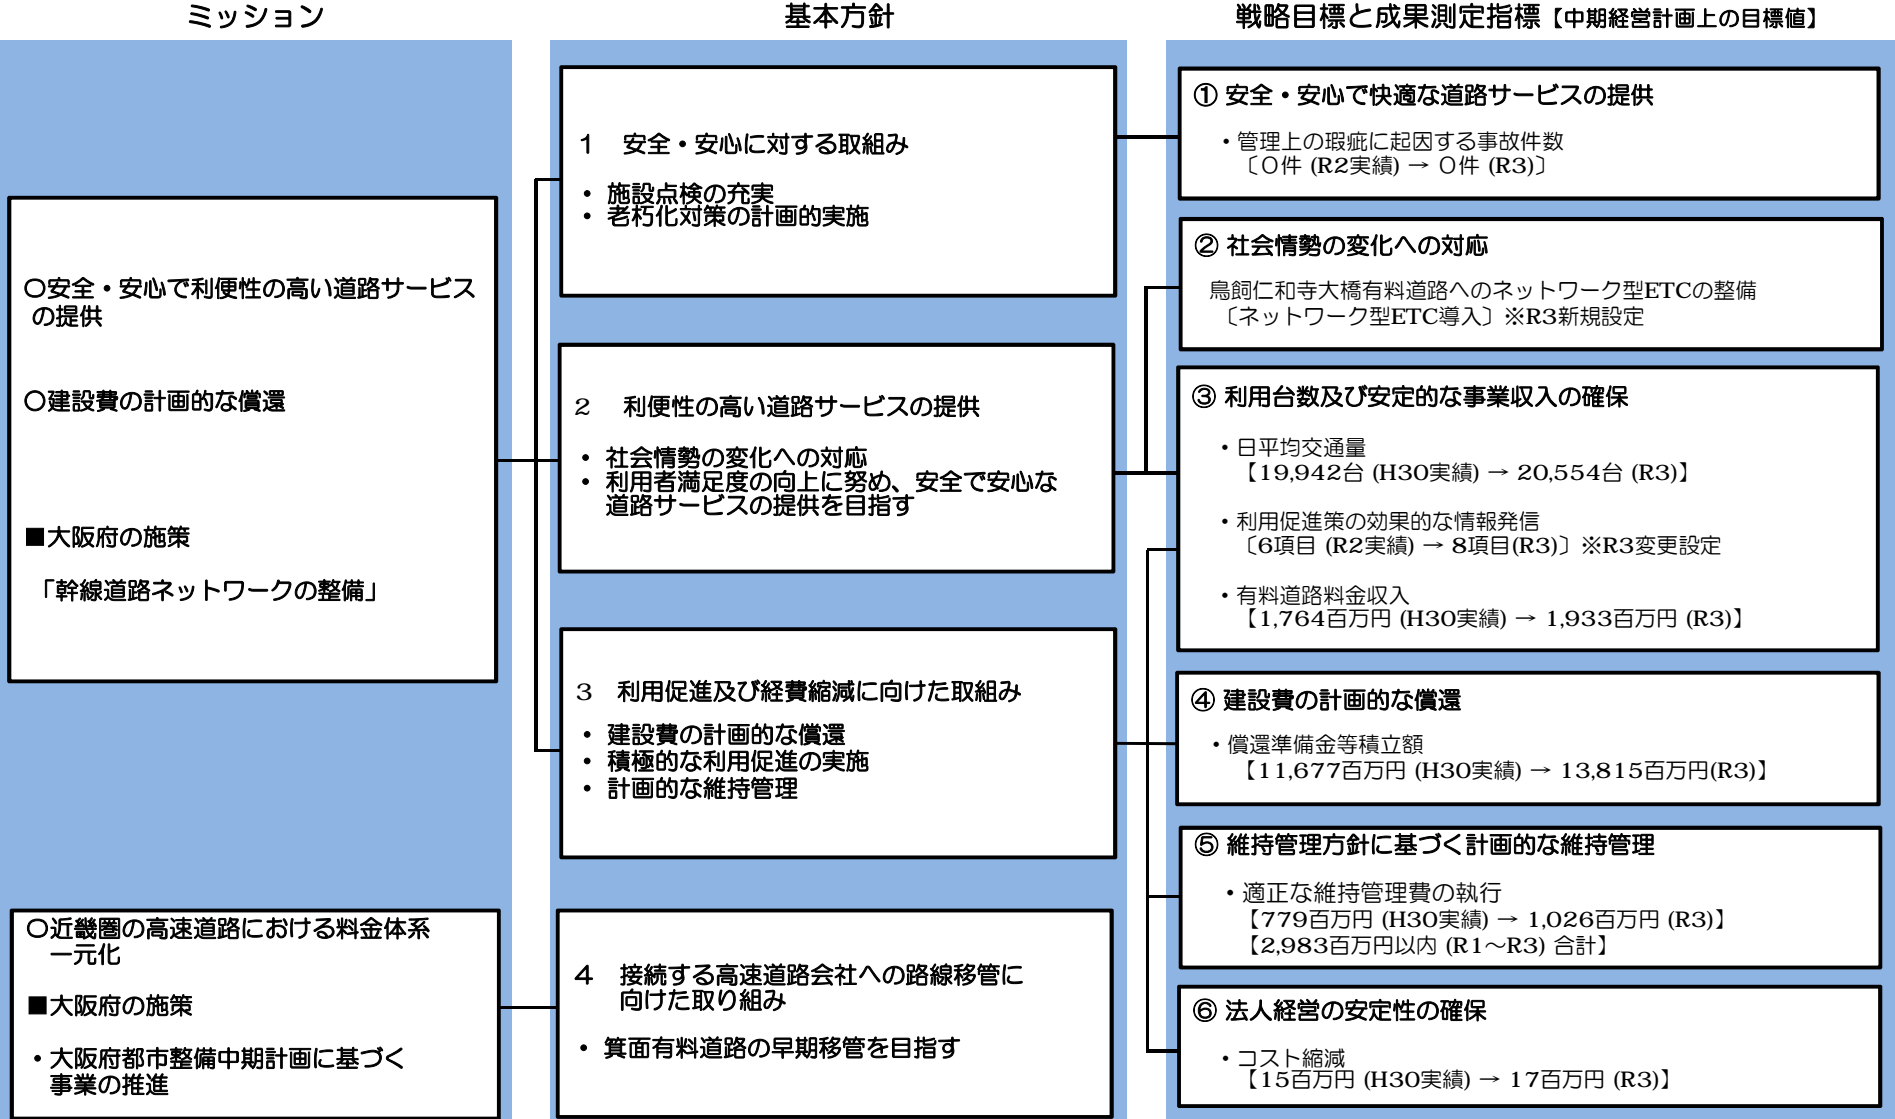 ミッション
〇安全・安心で利便性の高い道路サービス
の提供
〇建設費の計画的な償還
■大阪府の施策
「幹線道路ネットワークの整備」
〇近畿圏の高速道路における料金体系
一元化
■大阪府の施策
・大阪府都市整備中期計画に基づく
事業の推進
基本方針
1 安全・安心に対する取組み
・ 施設点検の充実
・ 老朽化対策の計画的実施
2 利便性の高い道路サービスの提供
・ 社会情勢の変化への対応
・ 利用者満足度の向上に努め、安全で安心な
道路サービスの提供を目指す
3 利用促進及び経費縮減に向けた取組み
・ 建設費の計画的な償還
・ 積極的な利用促進の実施
・ 計画的な維持管理
4 接続する高速道路会社への路線移管に
向けた取り組み
・ 箕面有料道路の早期移管を目指す
戦略目標と成果測定指標【中期経営計画上の目標値】
① 安全・安心で快適な道路サービスの提供
・管理上の瑕疵に起因する事故件数
〔0件 (R2実績) → 0件 (R3)〕
② 社会情勢の変化への対応
鳥飼仁和寺大橋有料道路へのネットワーク型ETCの整備
〔ネットワーク型ETC導入〕※R3新規設定
③ 利用台数及び安定的な事業収入の確保
・日平均交通量
【19,942台 (H30実績) → 20,554台 (R3)】
・利用促進策の効果的な情報発信
〔6項目 (R2実績) → 8項目(R3)〕※R3変更設定
・有料道路料金収入
【1,764百万円 (H30実績) → 1,933百万円 (R3)】
④ 建設費の計画的な償還
・償還準備金等積立額
【11,677百万円 (H30実績) → 13,815百万円(R3)】
⑤ 維持管理方針に基づく計画的な維持管理
・適正な維持管理費の執行
【779百万円 (H30実績) → 1,026百万円 (R3)】
【2,983百万円以内 (R1～R3) 合計】
⑥ 法人経営の安定性の確保
・コスト縮減
【15百万円 (H30実績) → 17百万円 (R3)】